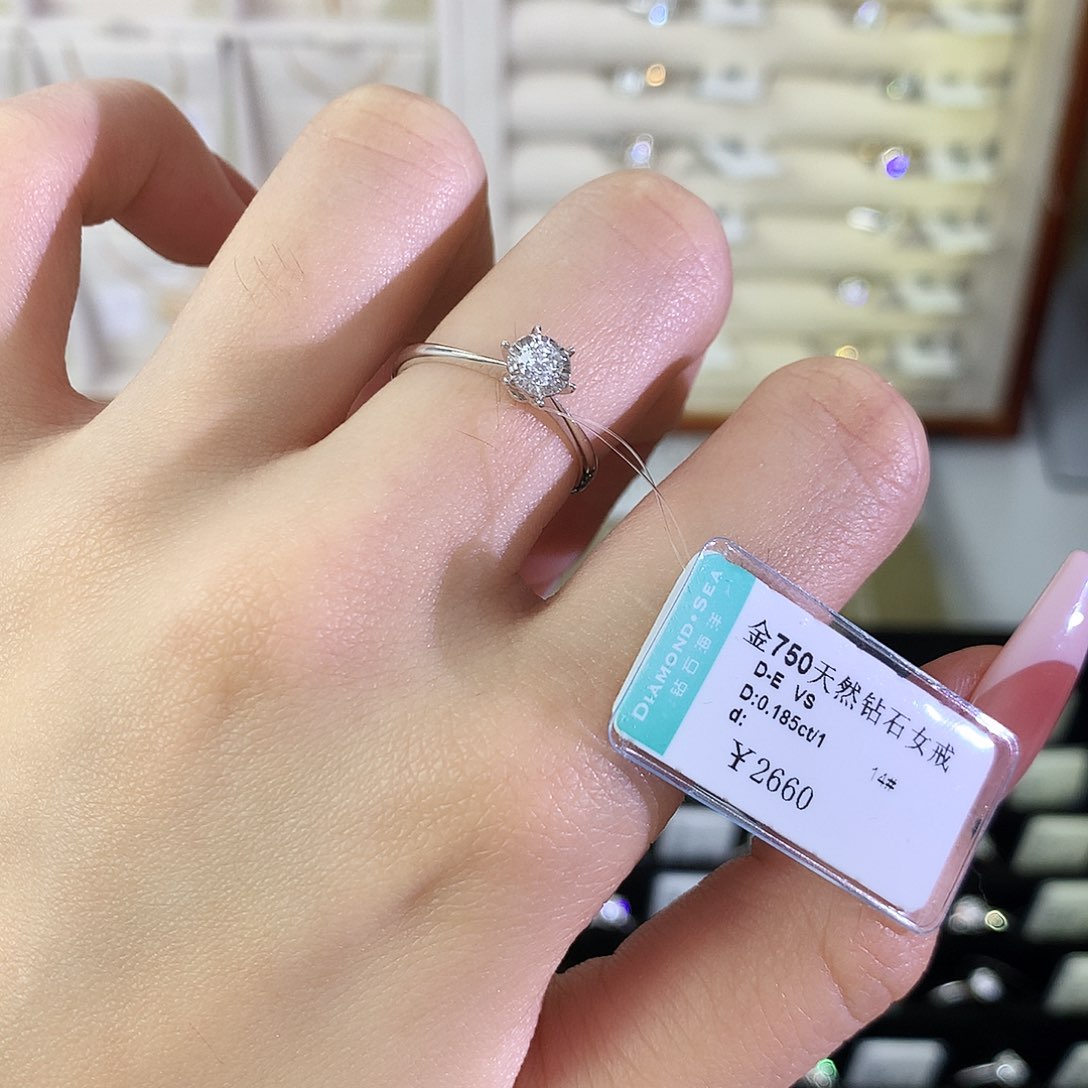 DIAMOND·SEA
钻石海洋
金750天然钻石女戒
D-E VS
D:0.185ct/1
d:
14#
¥2660